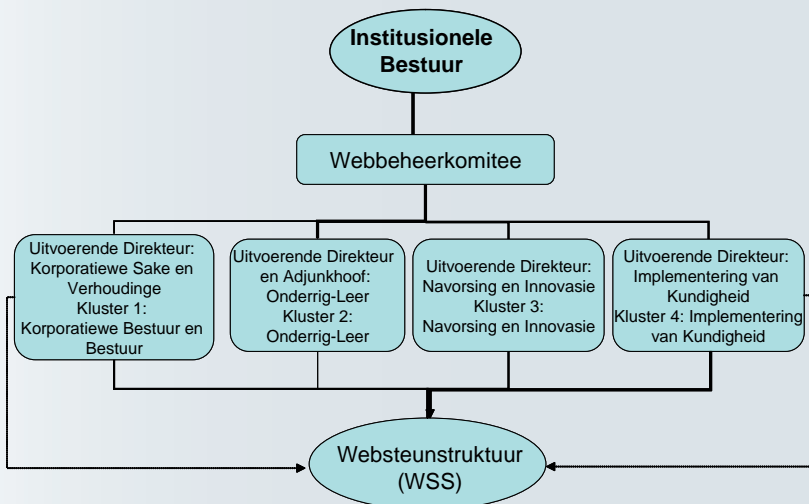 Institusionele
Bestuur
Webbeheerkomitee
Uitvoerende Direkteur:
Korporatiewe Sake en
Verhoudinge
Kluster 1:
Korporatiewe Bestuur en
Bestuur
Uitvoerende Direkteur
en Adjunkhoof:
Onderrig-Leer
Kluster 2:
Onderrig-Leer
Uitvoerende Direkteur:
Navorsing en Innovasie
Kluster 3:
Navorsing en Innovasie
Uitvoerende Direkteur:
Implementering van
Kundigheid
Kluster 4: Implementering
van Kundigheid
Websteunstruktuur
(WSS)